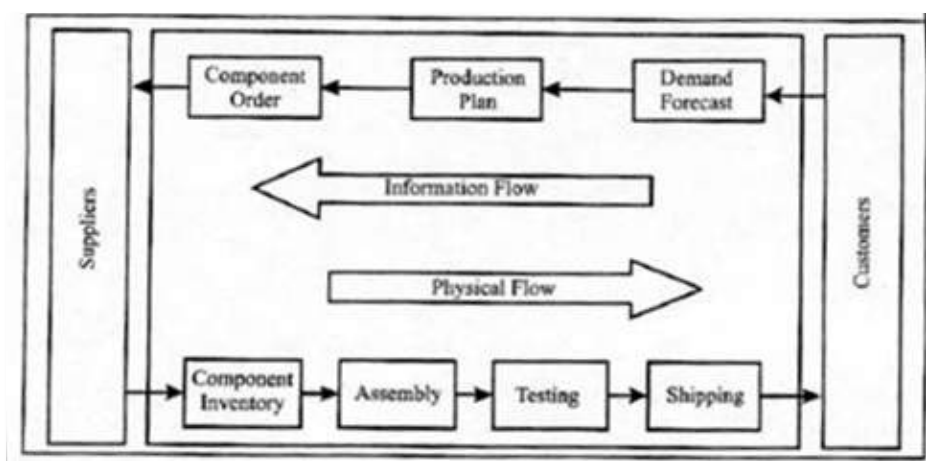 Component
Order
Production
Plan
Demand
Forecast
Suppliers
Information Flow
Physical Flow
Customers
Component
Inventory
Assembly
Testing
Shipping